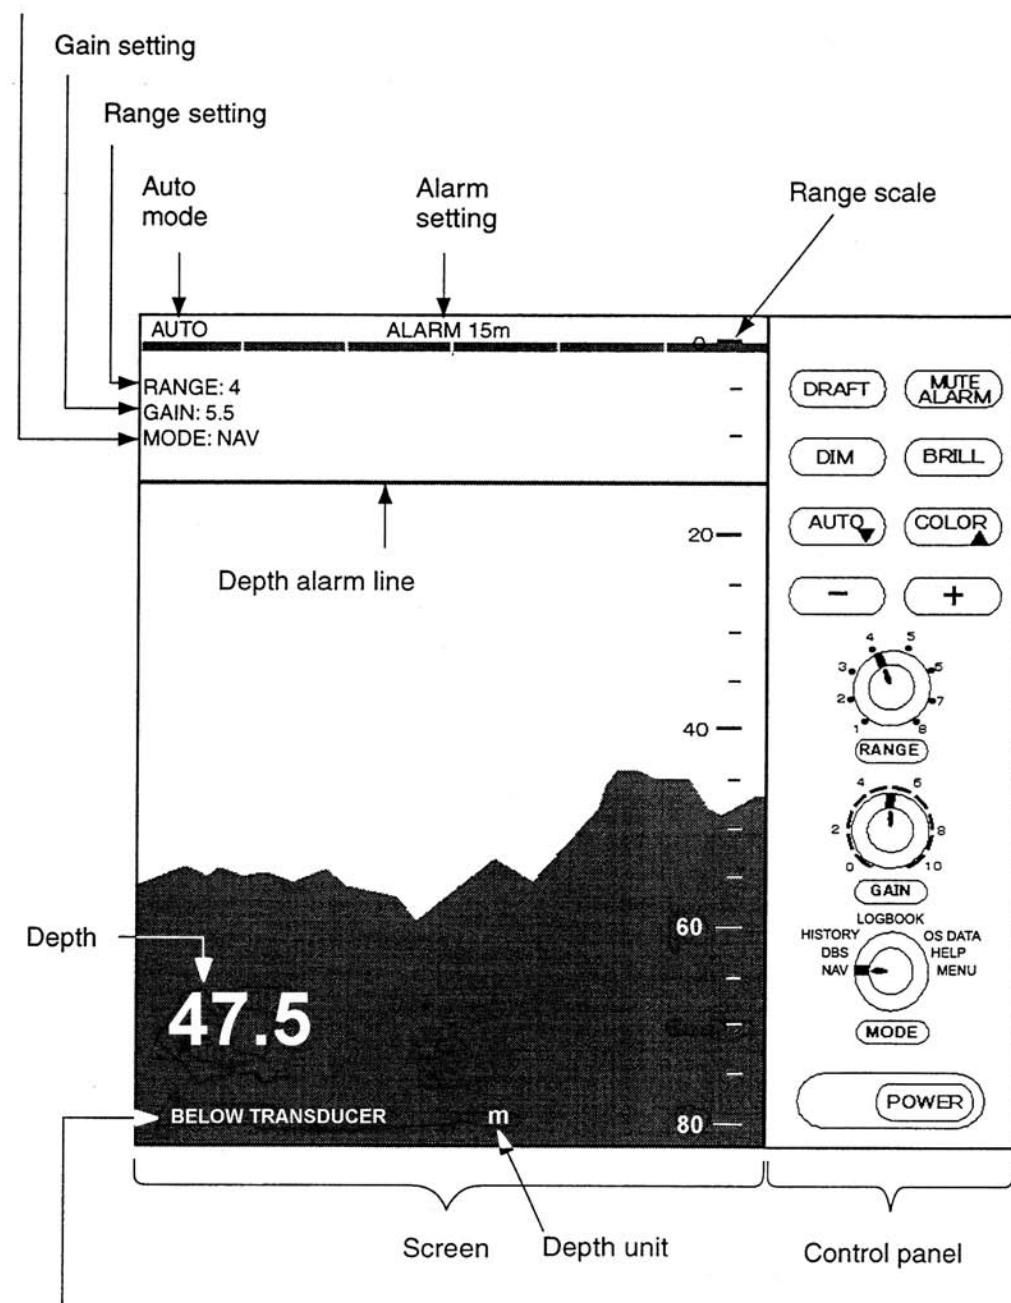 Gain setting
Range setting
Auto
mode
Alarm
setting
Range scale
AUTO
ALARM 15m
0
RANGE: 4
GAIN: 5.5
MODE: NAV
20
Depth alarm line
40
60
Depth
47.5
BELOW TRANSDUCER
m
80
DRAFT
MUTE
ALARM
DIM
BRILL
AUTO
COLOR
−
+
4 5
3 5
2 7
1 8
RANGE
4 6
2 8
0 10
GAIN
LOGBOOK
HISTORY OS DATA
DBS HELP
NAV MENU
MODE
POWER
Screen
Depth unit
Control panel